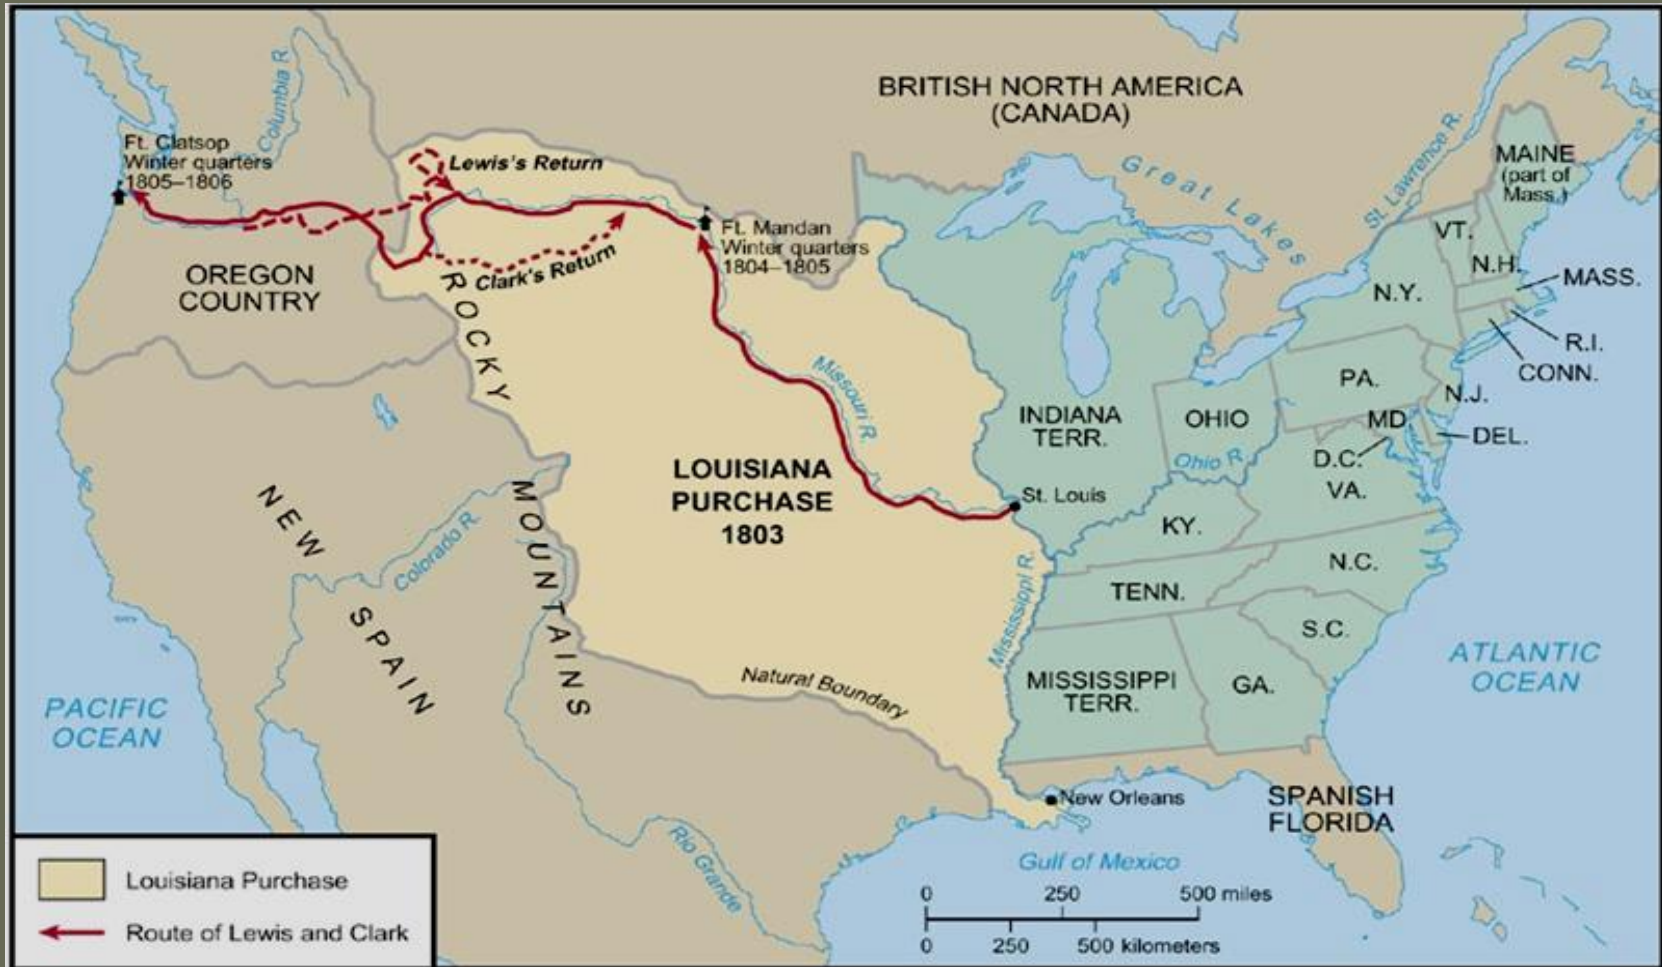 BRITISH NORTH AMERICA
(CANADA)
Columbia R.
Ft. Clatsop
Winter quarters
1805–1806
Lewis's Return
Great Lakes
St. Lawrence R.
MAINE
(part of
Mass.)
VT.
N.H.
MASS.
N.Y.
R.I.
CONN.
Ft. Mandan
Winter quarters
1804–1805
Clark's Return
OREGON
COUNTRY
ROCKY
MOUNTAINS
Missouri R.
PA.
N.J.
INDIANA
TERR.
OHIO
MD.
DEL.
Ohio R.
D.C.
VA.
LOUISIANA
PURCHASE
1803
St. Louis
KY.
NEW
SPAIN
Colorado R.
N.C.
TENN.
Mississippi R.
S.C.
ATLANTIC
OCEAN
MISSISSIPPI
TERR.
GA.
Natural Boundary
PACIFIC
OCEAN
New Orleans
SPANISH
FLORIDA
Rio Grande
Gulf of Mexico
Louisiana Purchase
Route of Lewis and Clark
0 250 500 miles
0 250 500 kilometers